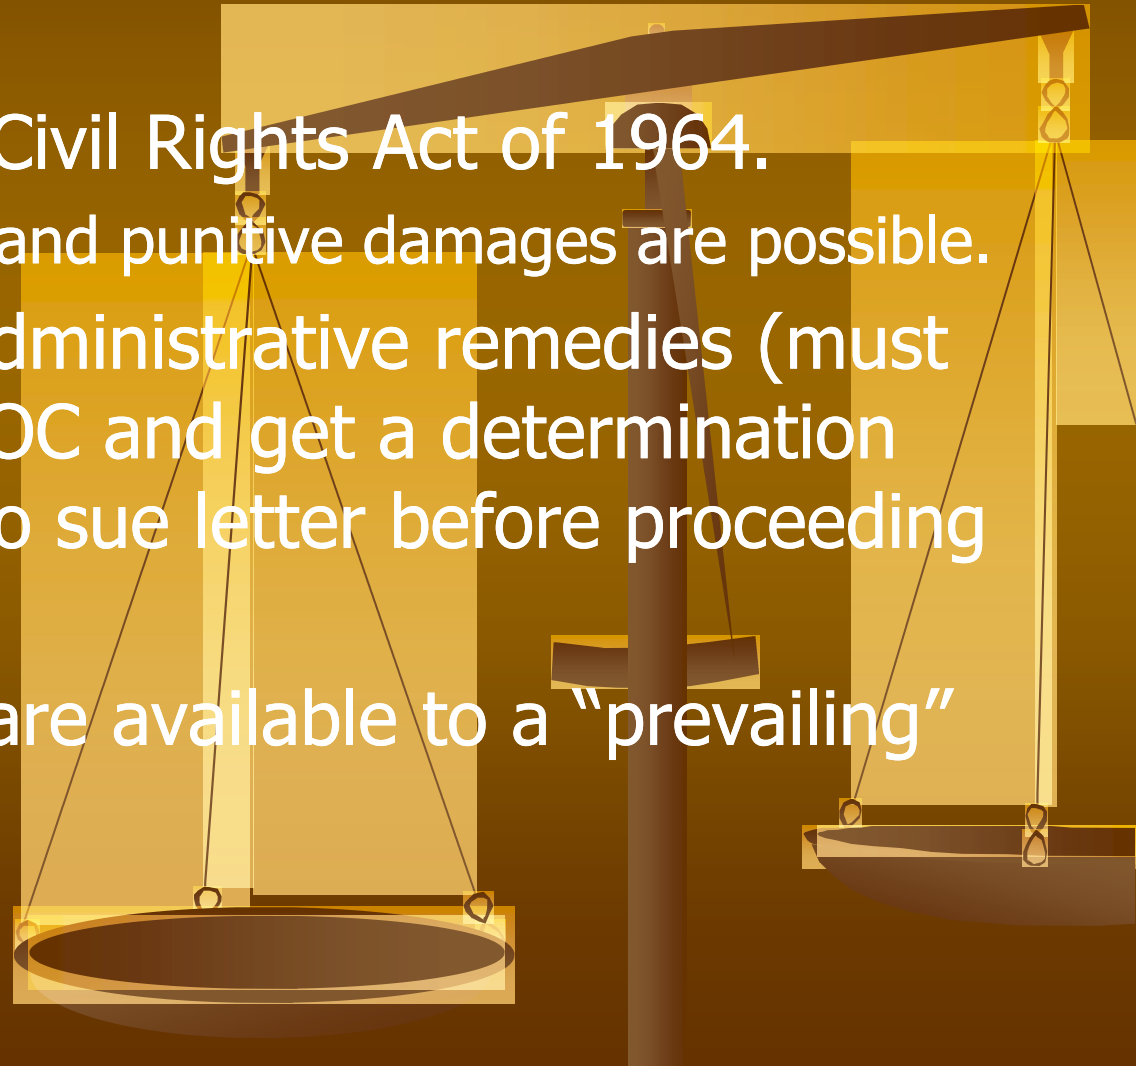 Civil Rights Act of 1964.
and punitive damages are possible.
dministrative remedies (must
OC and get a determination
o sue letter before proceeding
are available to a “prevailing”